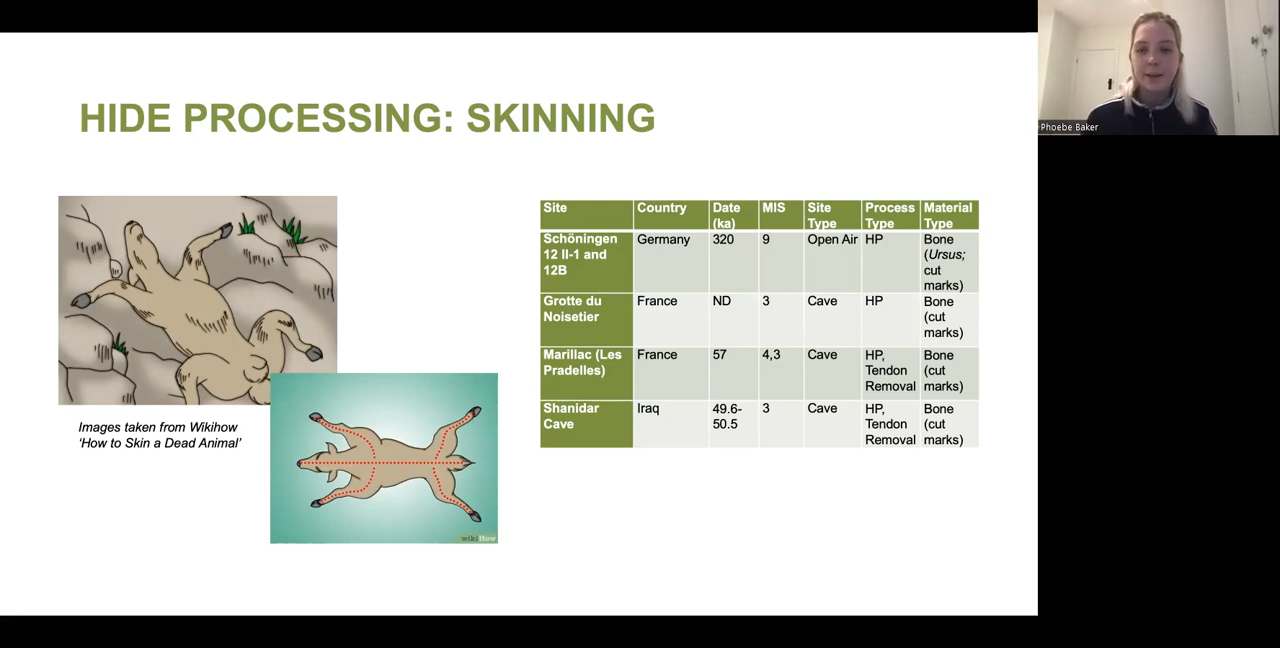 HIDE PROCESSING: SKINNING
Phoebe Baker
Images taken from Wikihow
‘How to Skin a Dead Animal’
wikiHow
Site Country Date (ka) MIS Site Type Process Type Material Type
Schöningen 12 II-1 and 12B Germany 320 9 Open Air HP Bone (Ursus; cut marks)
Grotte du Noisetier France ND 3 Cave HP Bone (cut marks)
Marillac (Les Pradelles) France 57 4,3 Cave HP, Tendon Removal Bone (cut marks)
Shanidar Cave Iraq 49.6-50.5 3 Cave HP, Tendon Removal Bone (cut marks)